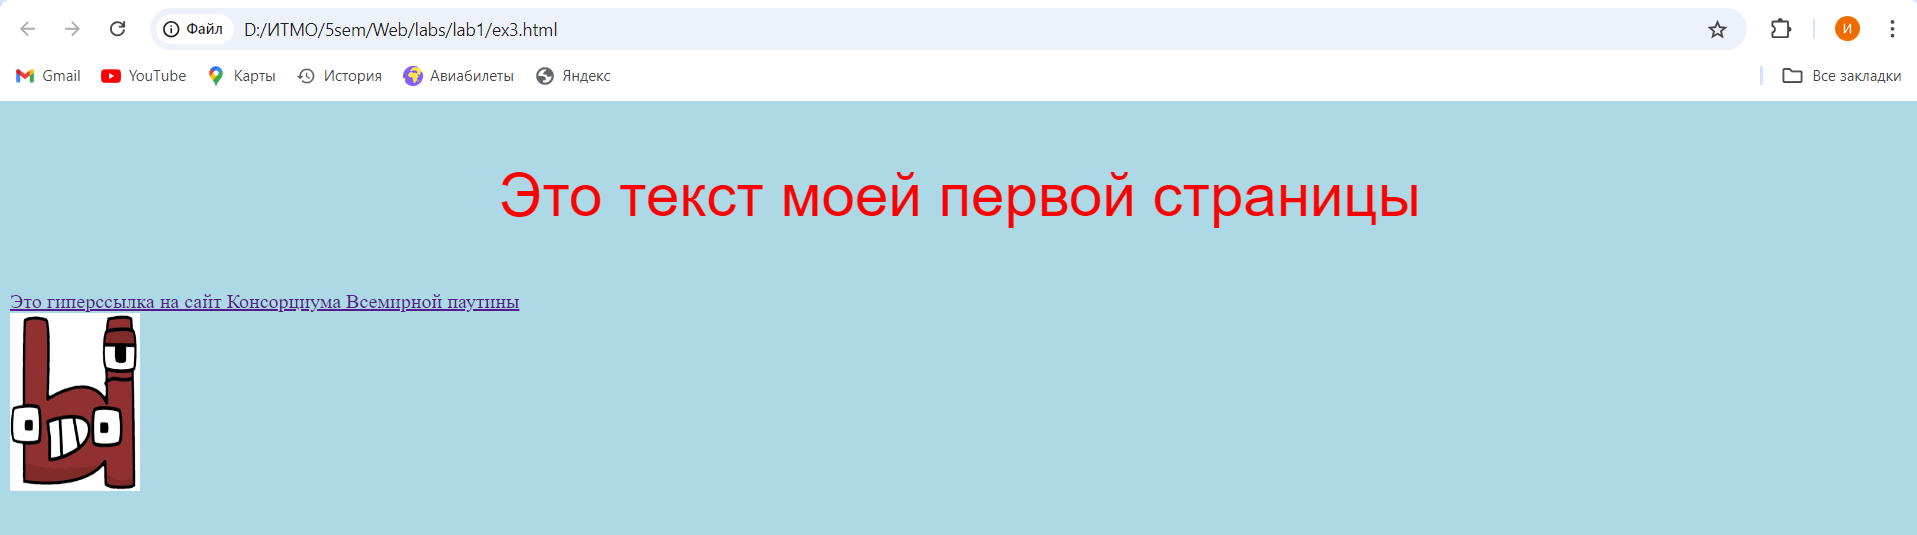 Файл D:/ИТМО/5sem/Web/labs/lab1/ex3.html И
Gmail YouTube Карты История Авиабилеты Яндекс Все закладки
Это текст моей первой страницы
Это гиперссылка на сайт Консорциума Всемирной паутины
Ы